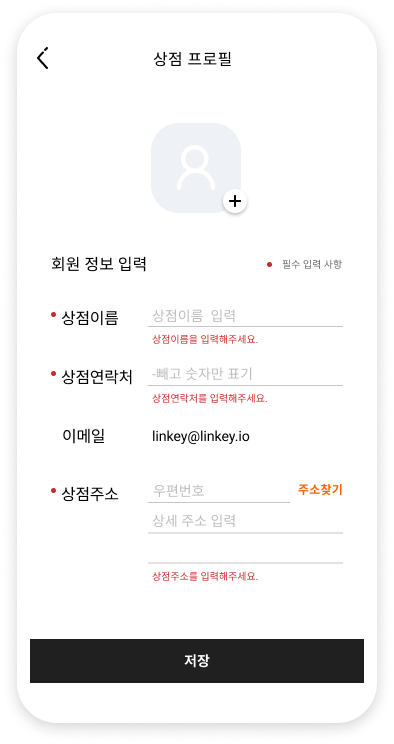 상점 프로필
회원 정보 입력
필수 입력 사항
상점이름
상점이름 입력
상점이름을 입력해주세요.
상점연락처
-빼고 숫자만 표기
상점연락처를 입력해주세요.
이메일
linkey@linkey.io
상점주소
우편번호
주소찾기
상세 주소 입력
상점주소를 입력해주세요.
저장